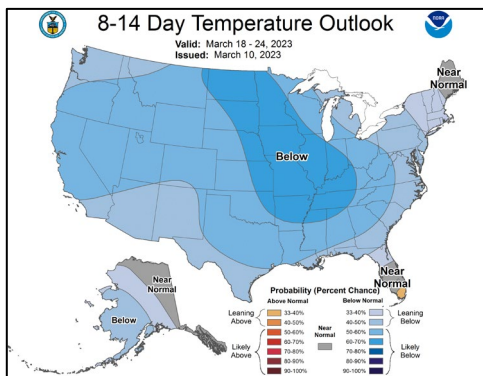 8-14 Day Temperature Outlook
Valid: March 18 - 24, 2023
Issued: March 10, 2023
Near
Normal
Below
Near
Normal
Near
Normal
Below
Probability (Percent Chance)
Above Normal
Below Normal
Leaning
Above
33-40%
40-50%
33-40%
40-50%
Leaning
Below
Likely
Above
50-60%
60-70%
70-80%
80-90%
90-100%
Near
Normal
50-60%
60-70%
70-80%
80-90%
90-100%
Likely
Below